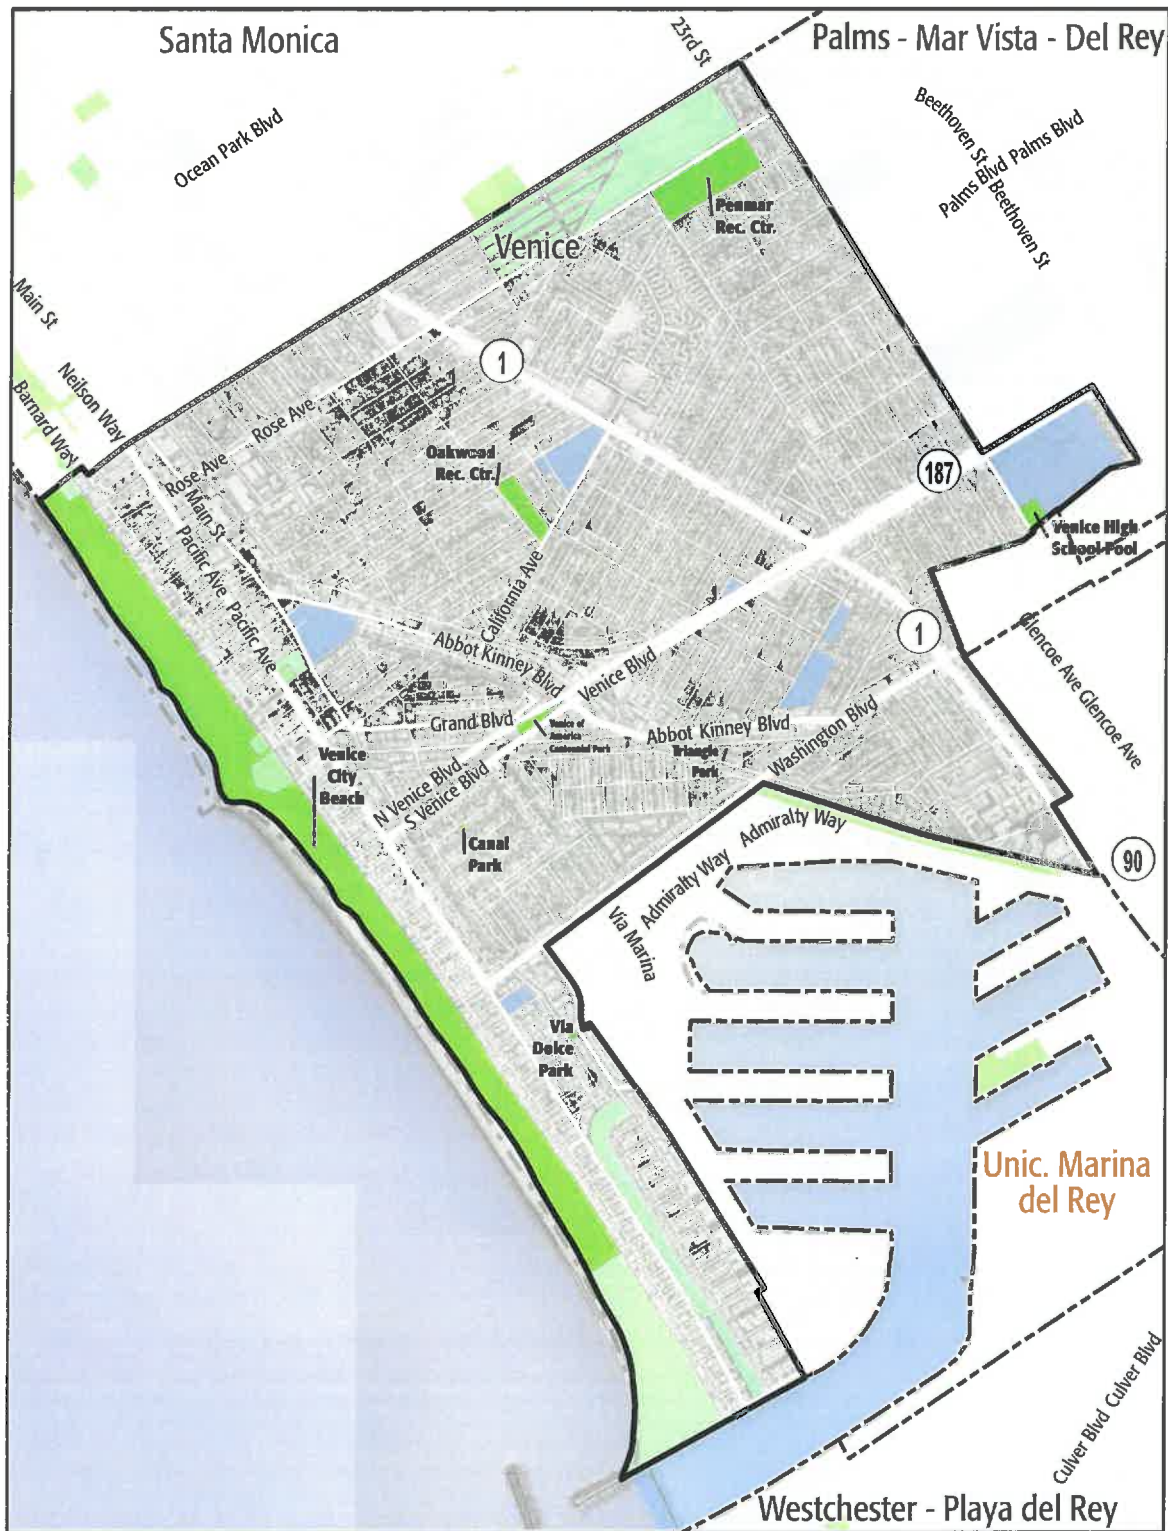 Santa Monica
23rd St
Palms - Mar Vista - Del Rey
Ocean Park Blvd
Beethoven St
Beethoven St
Palms Blvd
Palms Blvd
Penmar
Rec. Ctr.
Venice
Main St
Neilson Way
Barnard Way
1
Rose Ave
Rose Ave
Oakwood
Rec. Ctr.
187
Main St
Venice High
School Pool
Pacific Ave
Pacific Ave
California Ave
1
Abbot Kinney Blvd
Venice Blvd
Glencoe Ave
Glencoe Ave
Grand Blvd
Venice of
America
Centennial Park
Abbot Kinney Blvd
Triangle
Park
Washington Blvd
Venice
City
Beach
N Venice Blvd
S Venice Blvd
Canal
Park
Admiralty Way
Admiralty Way
90
Via Marina
Via
Dolce
Park
Unic. Marina
del Rey
Culver Blvd
Culver Blvd
Westchester - Playa del Rey